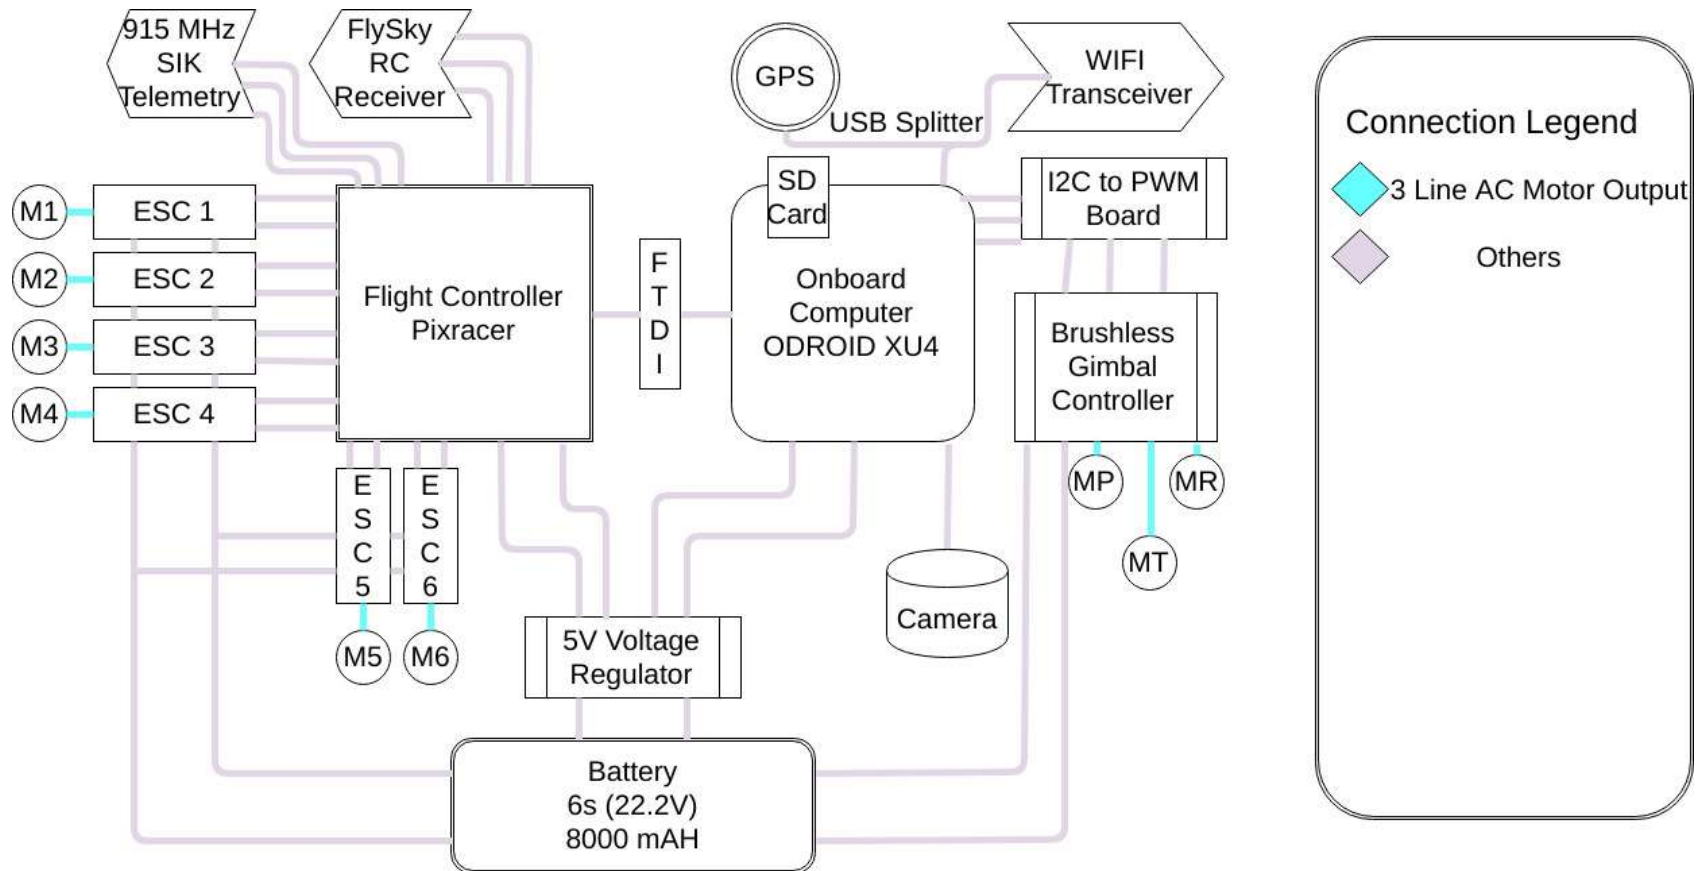 915 MHz
SIK
Telemetry
FlySky
RC
Receiver
GPS
USB Splitter
WIFI
Transceiver
Connection Legend
3 Line AC Motor Output
Others
SD
Card
I2C to PWM
Board
M1
ESC 1
M2
ESC 2
M3
ESC 3
M4
ESC 4
Flight Controller
Pixracer
F
T
D
I
Onboard
Computer
ODROID XU4
Brushless
Gimbal
Controller
MP
MR
MT
E
S
C
5
E
S
C
6
M5
M6
5V Voltage
Regulator
Camera
Battery
6s (22.2V)
8000 mAH